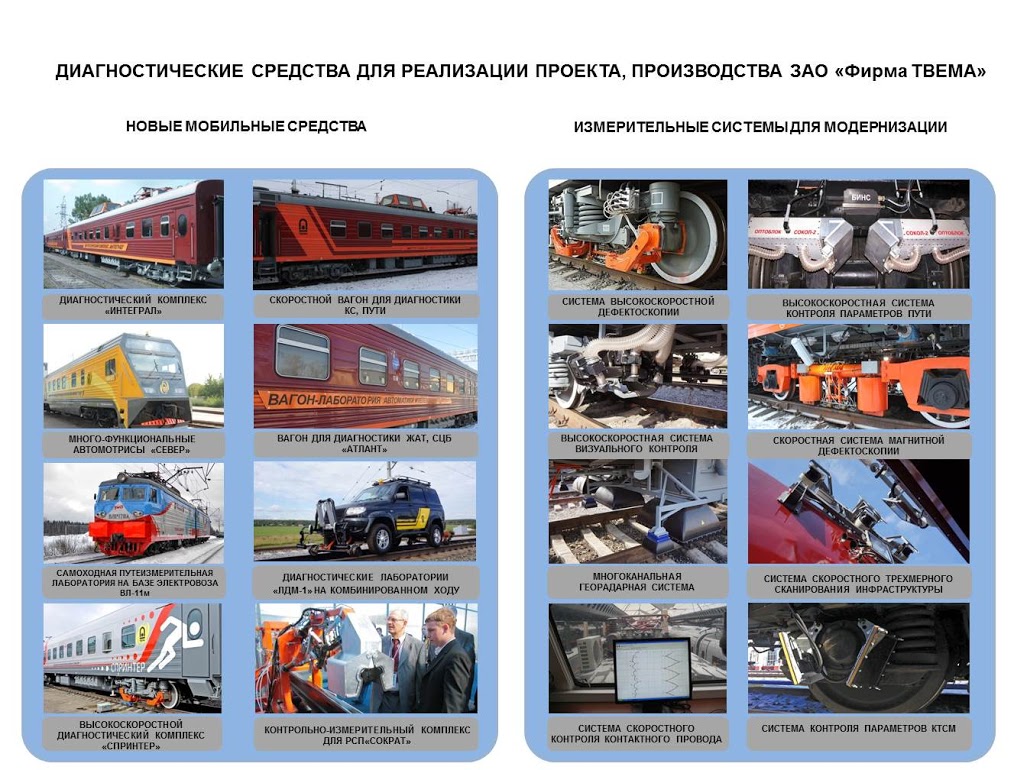 ДИАГНОСТИЧЕСКИЕ СРЕДСТВА ДЛЯ РЕАЛИЗАЦИИ ПРОЕКТА, ПРОИЗВОДСТВА ЗАО «Фирма ТВЕМА»
НОВЫЕ МОБИЛЬНЫЕ СРЕДСТВА
ДИАГНОСТИЧЕСКИЙ КОМПЛЕКС
«ИНТЕГРАЛ»
СКОРОСТНОЙ ВАГОН ДЛЯ ДИАГНОСТИКИ
КС, ПУТИ
ВАГОН-ЛАБОРАТОРИЯ
МНОГО-ФУНКЦИОНАЛЬНЫЕ
АВТОМОТРИСЫ «СЕВЕР»
ВАГОН ДЛЯ ДИАГНОСТИКИ ЖАТ, СЦБ
«АТЛАНТ»
САМОХОДНАЯ ПУТЕИЗМЕРИТЕЛЬНАЯ
ЛАБОРАТОРИЯ НА БАЗЕ ЭЛЕКТРОВОЗА
ВЛ-11м
ДИАГНОСТИЧЕСКИЕ ЛАБОРАТОРИИ
«ЛДМ-1» НА КОМБИНИРОВАННОМ ХОДУ
СПРИНТЕР
ВЫСОКОСКОРОСТНОЙ
ДИАГНОСТИЧЕСКИЙ КОМПЛЕКС
«СПРИНТЕР»
КОНТРОЛЬНО-ИЗМЕРИТЕЛЬНЫЙ КОМПЛЕКС
ДЛЯ РСП«СОКРАТ»
ИЗМЕРИТЕЛЬНЫЕ СИСТЕМЫ ДЛЯ МОДЕРНИЗАЦИИ
БИНС
ОПТОБЛОК СОКОЛ-2 СОКОЛ-2 ОПТОБЛОК
СИСТЕМА ВЫСОКОСКОРОСТНОЙ
ДЕФЕКТОСКОПИИ
ВЫСОКОСКОРОСТНАЯ СИСТЕМА
КОНТРОЛЯ ПАРАМЕТРОВ ПУТИ
ВЫСОКОСКОРОСТНАЯ СИСТЕМА
ВИЗУАЛЬНОГО КОНТРОЛЯ
СКОРОСТНАЯ СИСТЕМА МАГНИТНОЙ
ДЕФЕКТОСКОПИИ
МНОГОКАНАЛЬНАЯ
ГЕОРАДАРНАЯ СИСТЕМА
СИСТЕМА СКОРОСТНОГО ТРЕХМЕРНОГО
СКАНИРОВАНИЯ ИНФРАСТРУКТУРЫ
СИСТЕМА СКОРОСТНОГО
КОНТРОЛЯ КОНТАКТНОГО ПРОВОДА
СИСТЕМА КОНТРОЛЯ ПАРАМЕТРОВ КТСМ